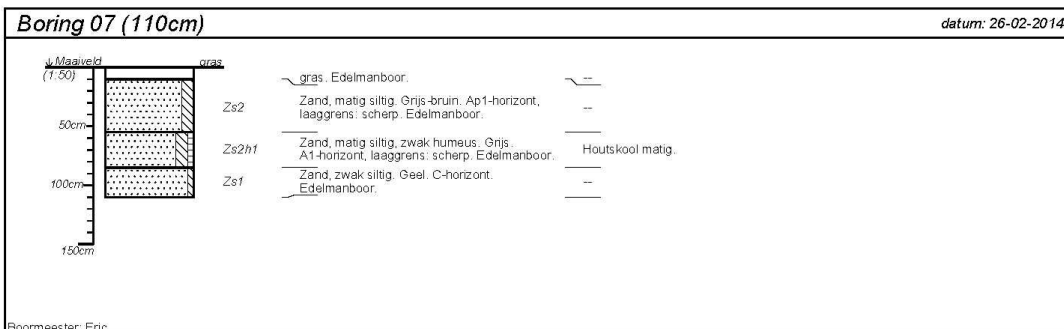 Boring 07 (110cm)
datum: 26-02-2014
↓ Maaiveld
gras
(1:50)
gras. Edelmanboor.
--
Zs2
Zand, matig siltig. Grijs-bruin. Ap1-horizont,
laaggrens: scherp. Edelmanboor.
--
50cm
Zs2h1
Zand, matig siltig, zwak humeus. Grijs.
A1-horizont, laaggrens: scherp. Edelmanboor.
Houtskool matig.
100cm
Zs1
Zand, zwak siltig. Geel. C-horizont.
Edelmanboor.
--
150cm
Boormeester: Eric